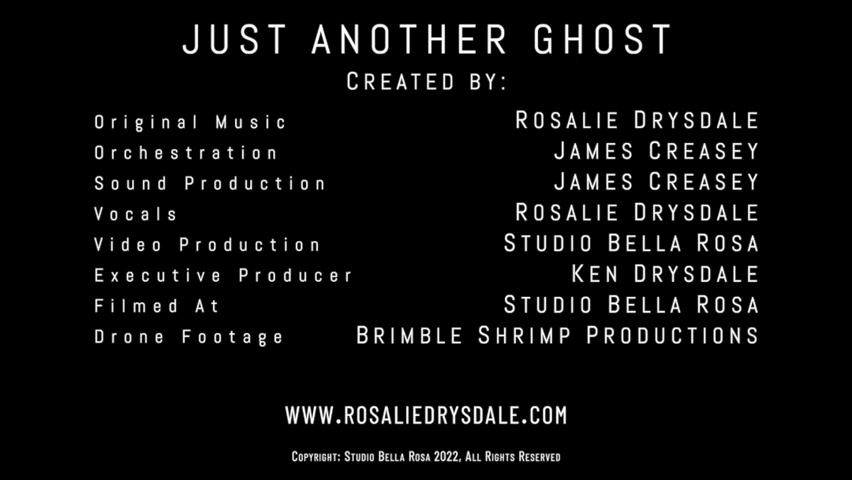 JUST ANOTHER GHOST
CREATED BY:
Original Music ROSALIE DRYSDALE
Orchestration JAMES CREASEY
Sound Production JAMES CREASEY
Vocals ROSALIE DRYSDALE
Video Production STUDIO BELLA ROSA
Executive Producer KEN DRYSDALE
Filmed At STUDIO BELLA ROSA
Drone Footage BRIMBLE SHRIMP PRODUCTIONS
WWW.ROSALIEDRYSDALE.COM
COPYRIGHT: STUDIO BELLA ROSA 2022, ALL RIGHTS RESERVED